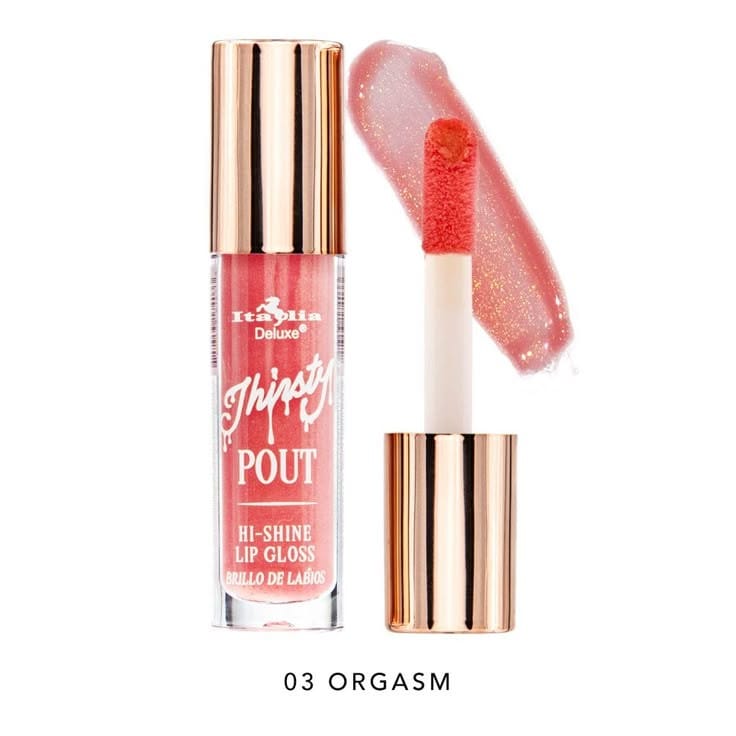 Italia
Deluxe®
Thirsty
POUT
HI-SHINE
LIP GLOSS
BRILLO DE LABIOS
03 ORGASM